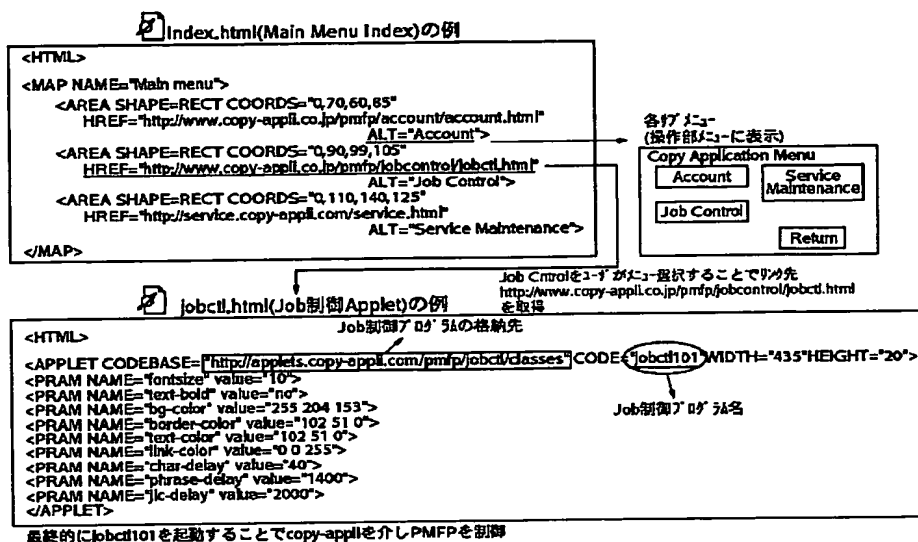 Index.html(Main Menu Index)の例
<HTML>
<MAP NAME="Main menu">
<AREA SHAPE=RECT COORDS="0,70,60,85"
HREF="http://www.copy-appli.co.jp/pmfp/account/account.html"
ALT="Account">
<AREA SHAPE=RECT COORDS="0,90,99,105"
HREF="http://www.copy-appli.co.jp/pmfp/jobcontrol/jobctl.html"
ALT="Job Control">
<AREA SHAPE=RECT COORDS="0,110,140,125"
HREF="http://service.copy-appli.com/service.html"
ALT="Service Maintenance">
</MAP>
各ｻﾌﾞﾒﾆｭー
(操作部ﾒﾆｭーに表示)
Copy Application Menu
Account
Service Maintenance
Job Control
Return
Job Cntrolをﾕーｻﾞがﾒﾆｭー選択することでﾘﾝｸ先
http://www.copy-appli.co.jp/pmfp/jobcontrol/jobctl.html
を取得
jobctl.html(Job制御Applet)の例
Job制御ﾌﾟﾛｸﾞﾗﾑの格納先
<HTML>
<APPLET CODEBASE="http://applets.copy-appli.com/pmfp/jobctl/classes" CODE="jobctl101" WIDTH="435"HEIGHT="20">
<PRAM NAME="fontsize" value="10">
<PRAM NAME="text-bold" value="no">
<PRAM NAME="bg-color" value="255 204 153">
<PRAM NAME="border-color" value="102 51 0">
<PRAM NAME="text-color" value="102 51 0">
<PRAM NAME="link-color" value="0 0 255">
<PRAM NAME="char-delay" value="40">
<PRAM NAME="phrase-delay" value="1400">
<PRAM NAME="jlc-delay" value="2000">
</APPLET>
Job制御ﾌﾟﾛｸﾞﾗﾑ名
最終的にjobctl101を起動することでcopy-appliを介しPMFPを制御